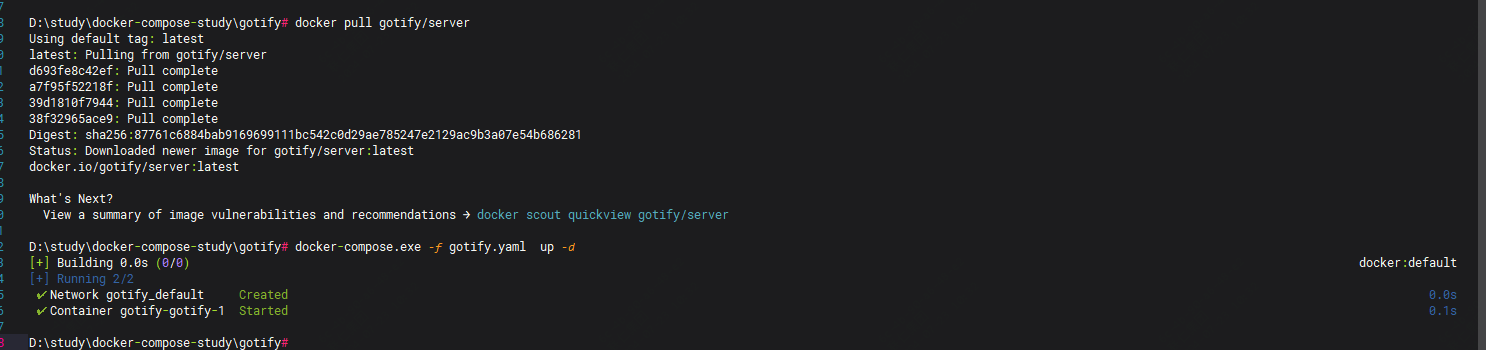 D:\study\docker-compose-study\gotify# docker pull gotify/server
Using default tag: latest
latest: Pulling from gotify/server
d693fe8c42ef: Pull complete
a7f95f52218f: Pull complete
39d1810f7944: Pull complete
38f32965ace9: Pull complete
Digest: sha256:87761c6884bab9169699111bc542c0d29ae785247e2129ac9b3a07e54b686281
Status: Downloaded newer image for gotify/server:latest
docker.io/gotify/server:latest
What's Next?
View a summary of image vulnerabilities and recommendations → docker scout quickview gotify/server
D:\study\docker-compose-study\gotify# docker-compose.exe -f gotify.yaml  up -d
[+] Building 0.0s (0/0) docker:default
[+] Running 2/2
✔ Network gotify_default Created 0.0s
✔ Container gotify-gotify-1 Started 0.1s
D:\study\docker-compose-study\gotify#